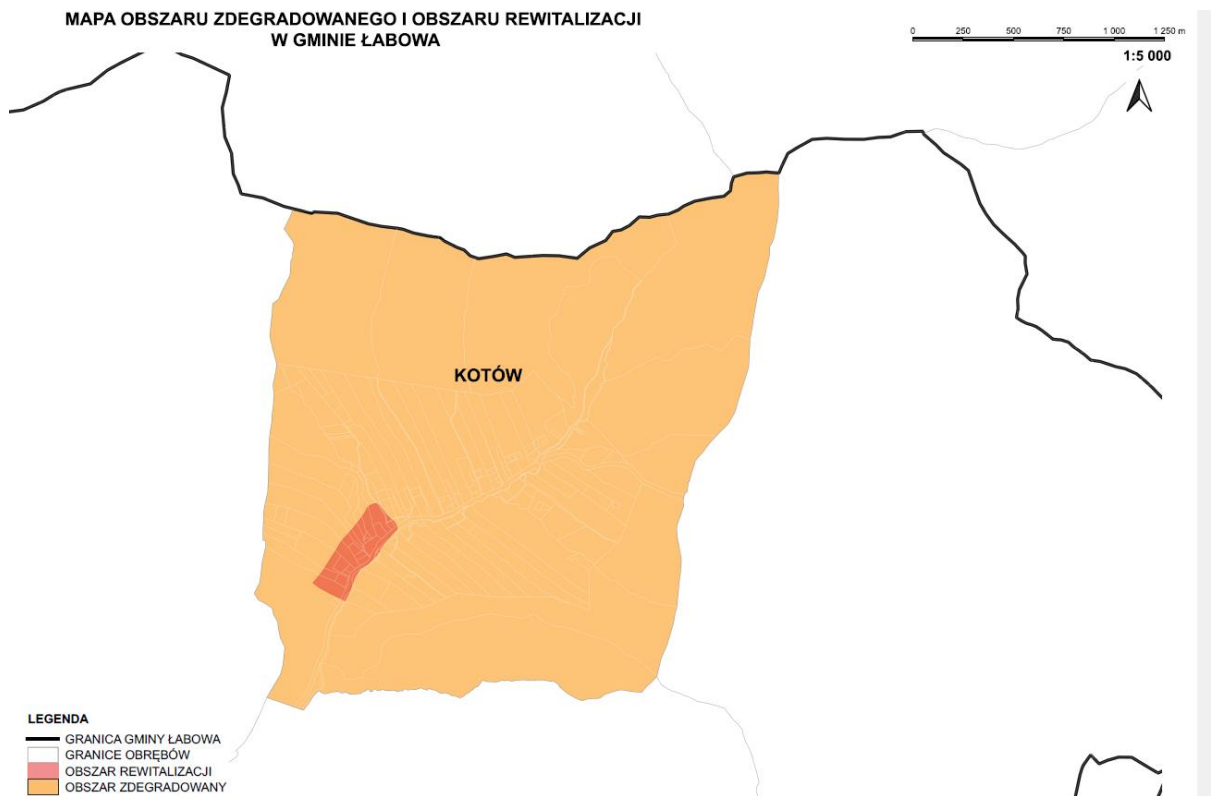 MAPA OBSZARU ZDEGRADOWANEGO I OBSZARU REWITALIZACJI
W GMINIE ŁABOWA
0 250 500 750 1 000 1 250 m
1:5 000
KOTÓW
LEGENDA
GRANICA GMINY ŁABOWA
GRANICE OBRĘBÓW
OBSZAR REWITALIZACJI
OBSZAR ZDEGRADOWANY